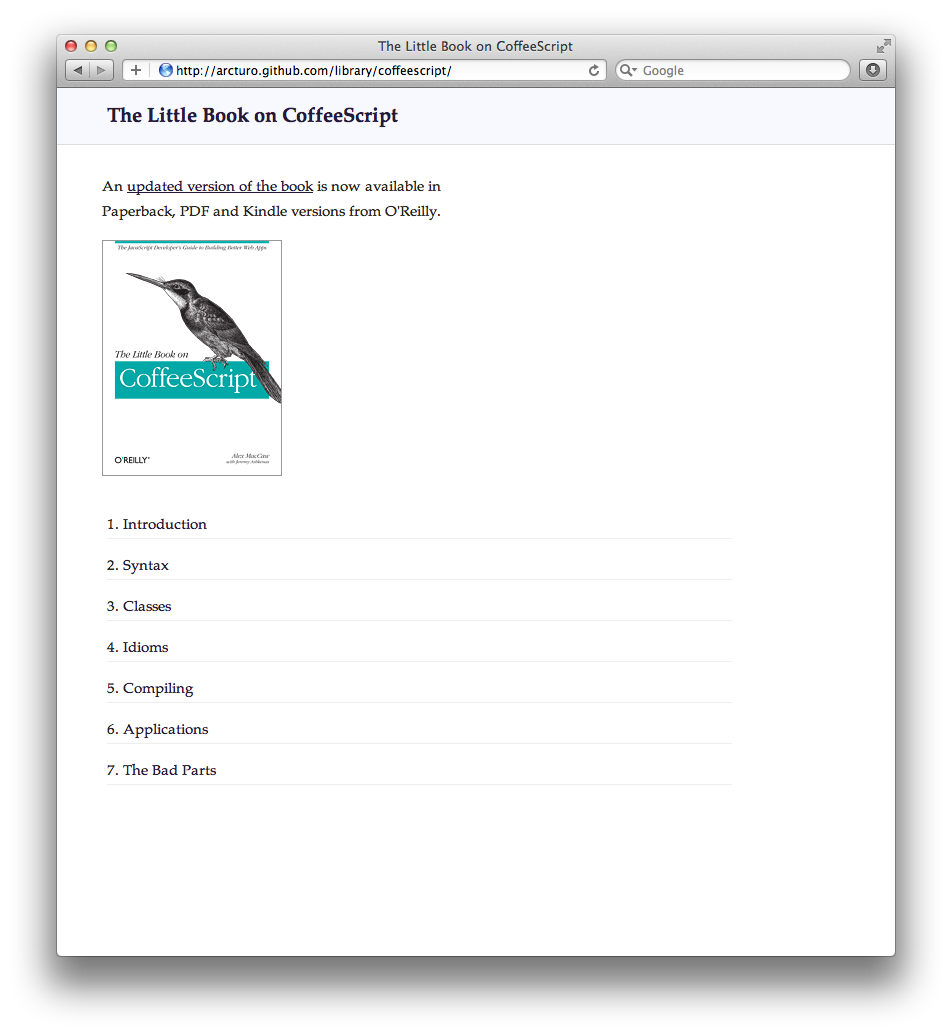 The Little Book on CoffeeScript
http://arcturo.github.com/library/coffeescript/
Google
The Little Book on CoffeeScript
An updated version of the book is now available in
Paperback, PDF and Kindle versions from O'Reilly.
The JavaScript Developer's Guide to Building Better Web Apps
The Little Book on
CoffeeScript
O'REILLY®
Alex MacCaw
with Jeremy Ashkenas
1. Introduction
2. Syntax
3. Classes
4. Idioms
5. Compiling
6. Applications
7. The Bad Parts